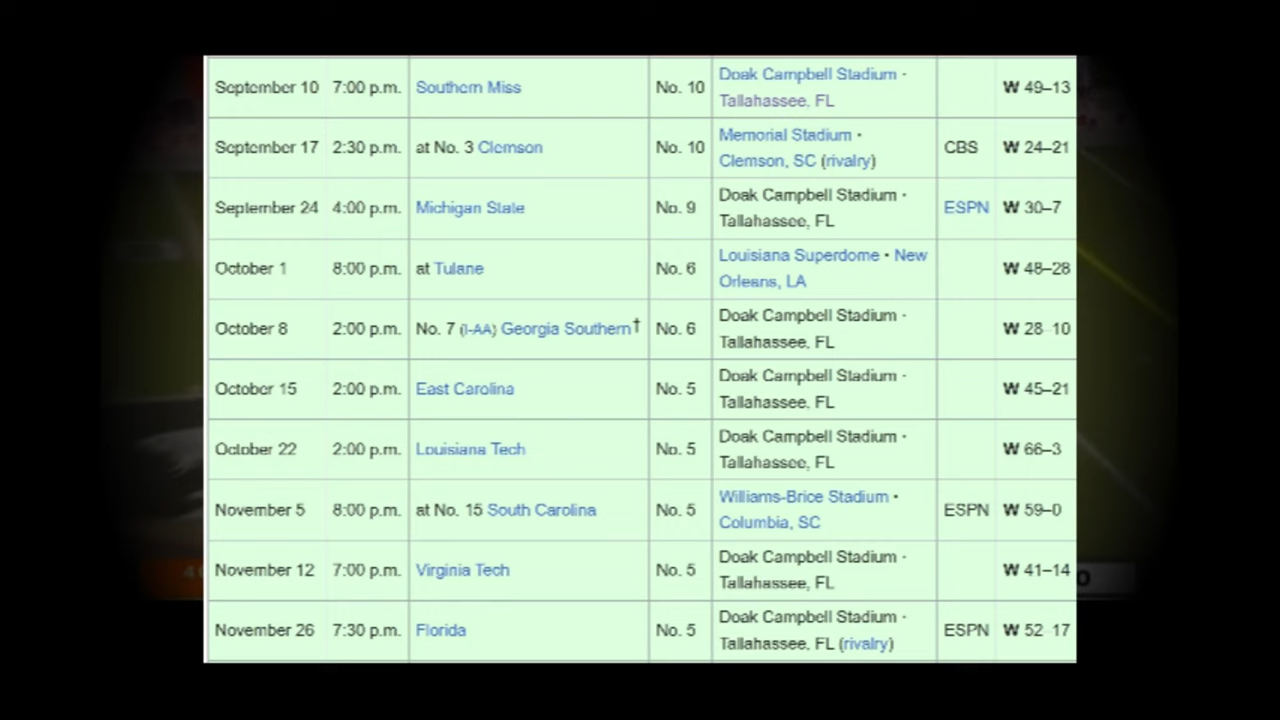 September 10 7:00 p.m. Southern Miss No. 10 Doak Campbell Stadium • Tallahassee, FL W 49–13
September 17 2:30 p.m. at No. 3 Clemson No. 10 Memorial Stadium • Clemson, SC (rivalry) CBS W 24–21
September 24 4:00 p.m. Michigan State No. 9 Doak Campbell Stadium • Tallahassee, FL ESPN W 30–7
October 1 8:00 p.m. at Tulane No. 6 Louisiana Superdome • New Orleans, LA W 48–28
October 8 2:00 p.m. No. 7 (I-AA) Georgia Southern† No. 6 Doak Campbell Stadium • Tallahassee, FL W 28–10
October 15 2:00 p.m. East Carolina No. 5 Doak Campbell Stadium • Tallahassee, FL W 45–21
October 22 2:00 p.m. Louisiana Tech No. 5 Doak Campbell Stadium • Tallahassee, FL W 66–3
November 5 8:00 p.m. at No. 15 South Carolina No. 5 Williams-Brice Stadium • Columbia, SC ESPN W 59–0
November 12 7:00 p.m. Virginia Tech No. 5 Doak Campbell Stadium • Tallahassee, FL W 41–14
November 26 7:30 p.m. Florida No. 5 Doak Campbell Stadium • Tallahassee, FL (rivalry) ESPN W 52–17